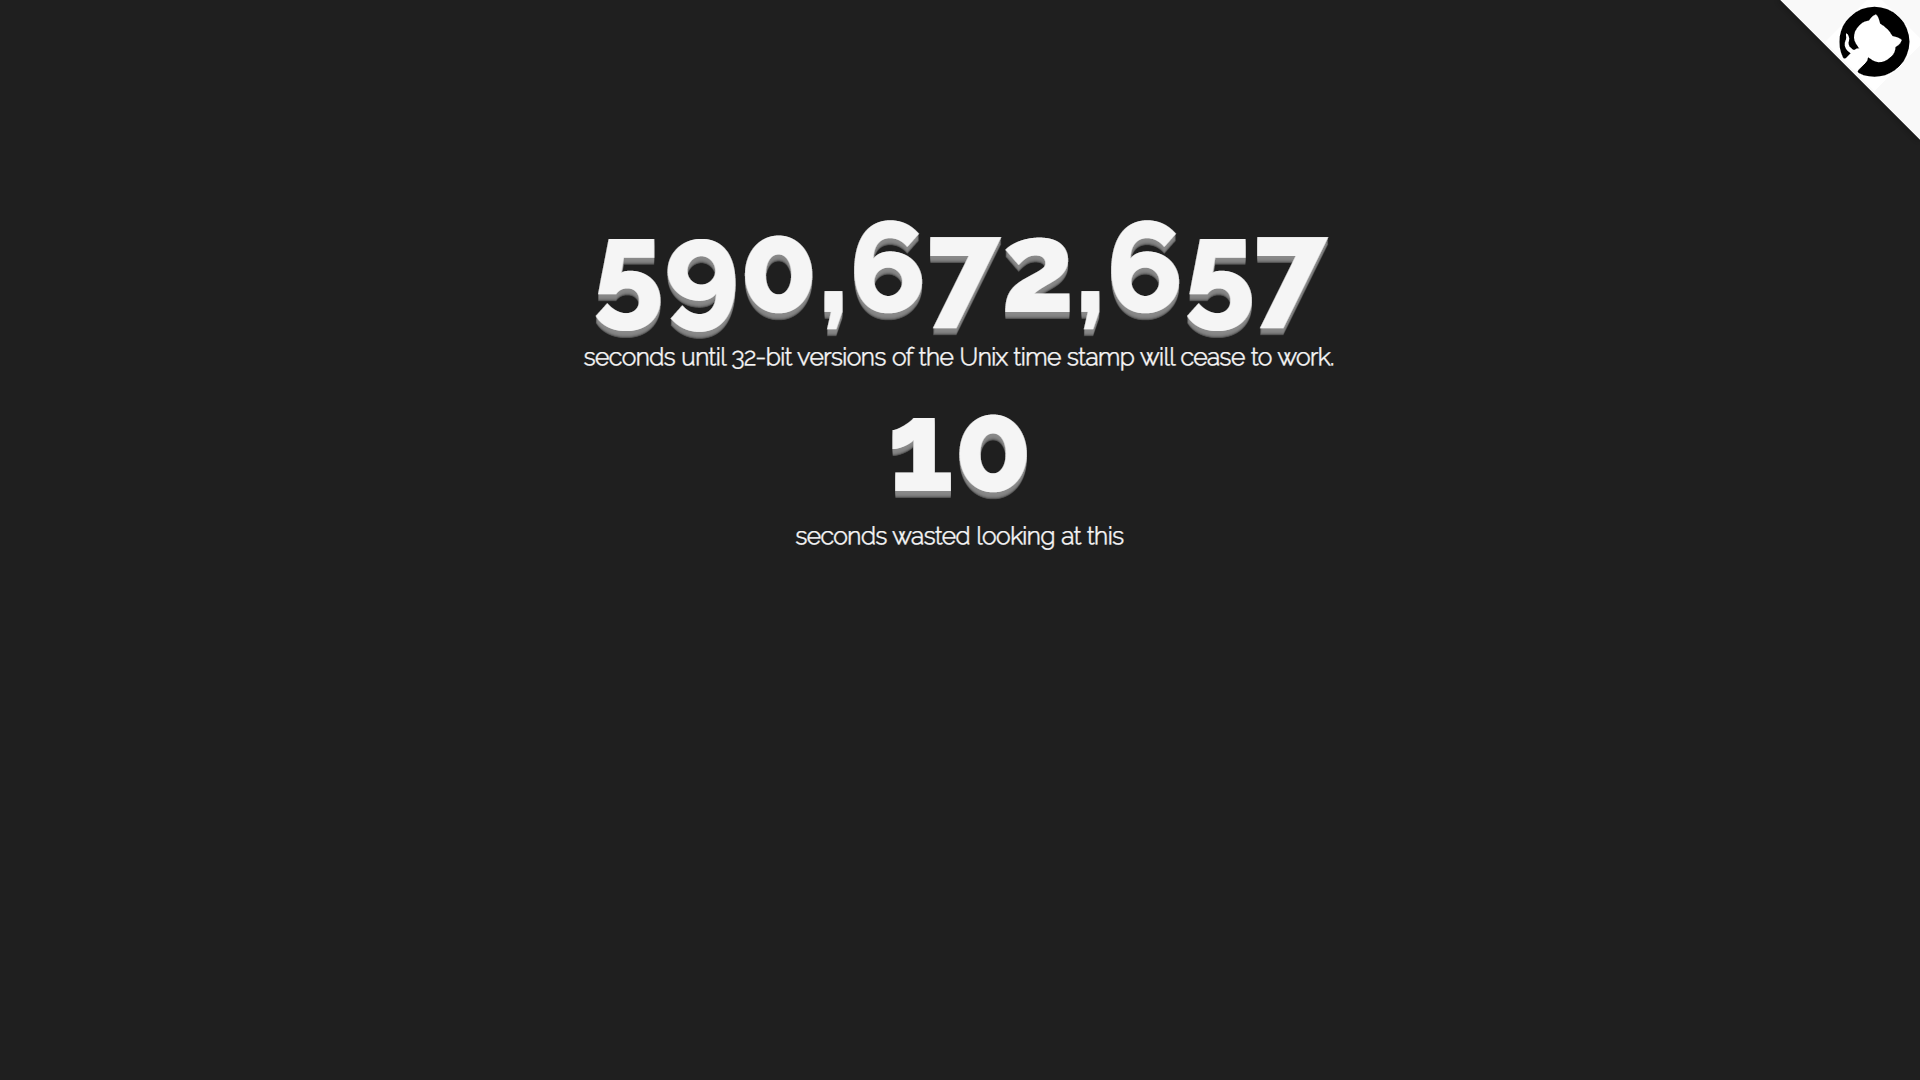 590,672,657
seconds until 32-bit versions of the Unix time stamp will cease to work.
10
seconds wasted looking at this